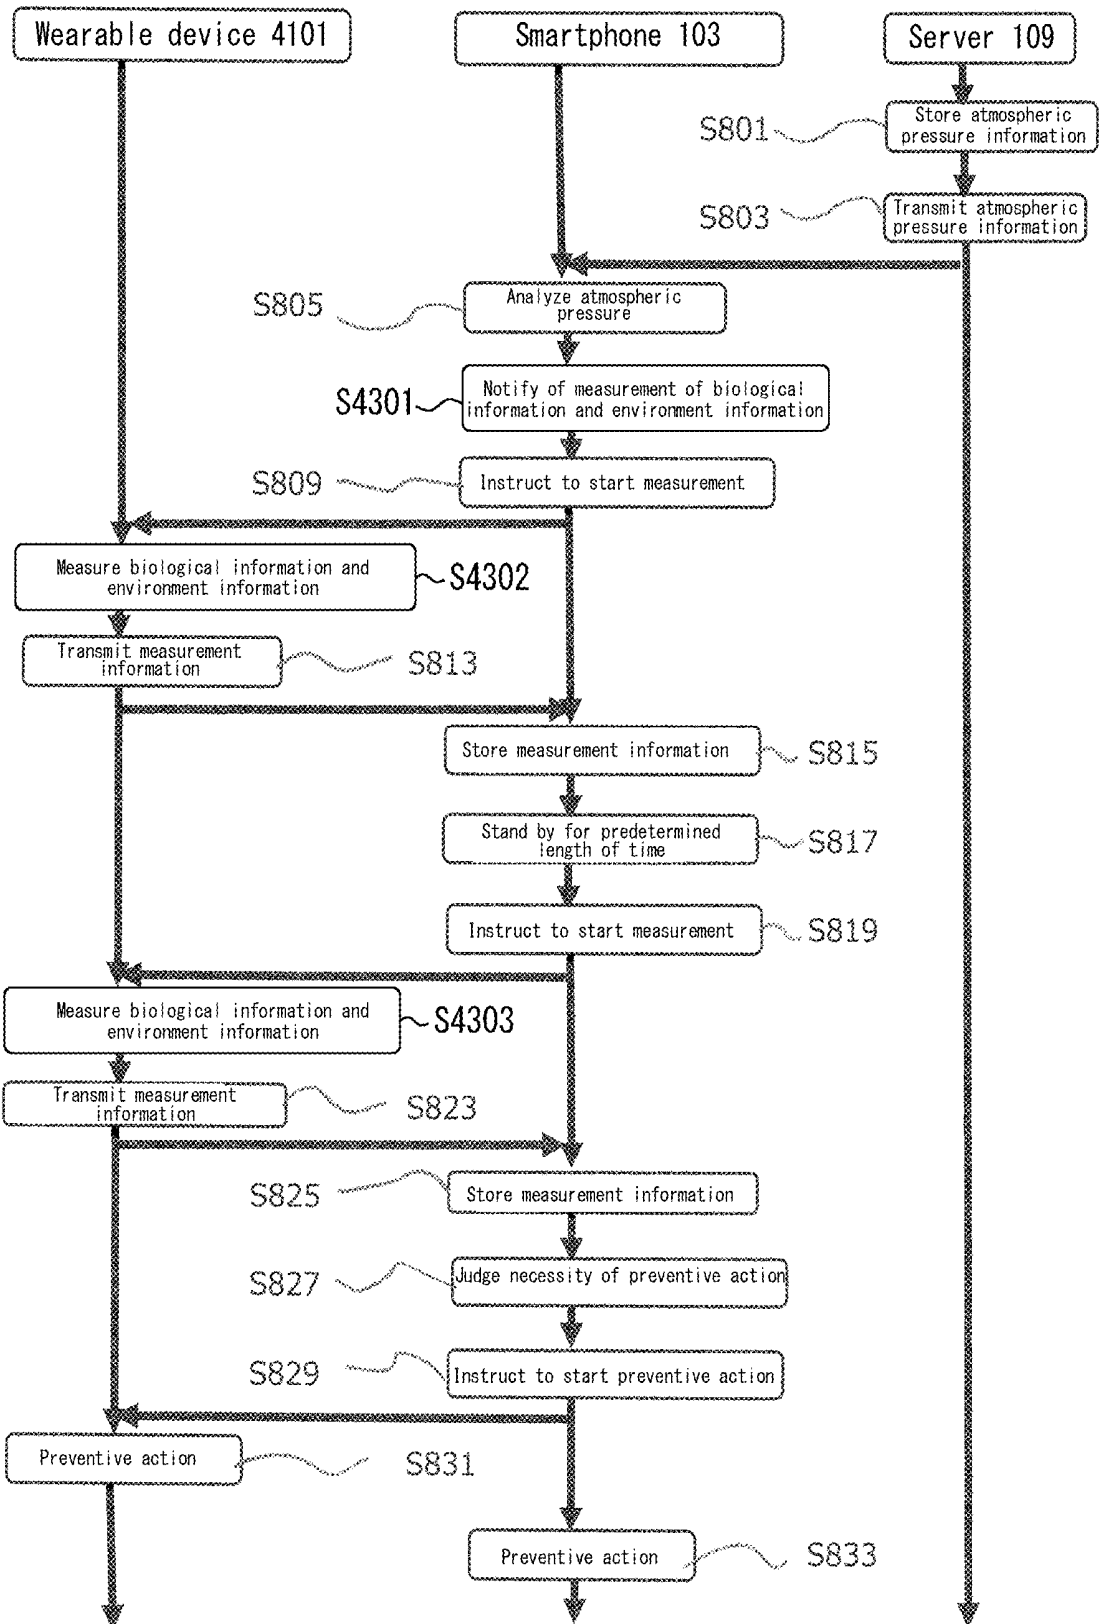 Wearable device 4101
Smartphone 103
Server 109
S801
Store atmospheric
pressure information
S803
Transmit atmospheric
pressure information
S805
Analyze atmospheric
pressure
S4301
Notify of measurement of biological
information and environment information
S809
Instruct to start measurement
Measure biological information and
environment information
S4302
Transmit measurement
information
S813
Store measurement information
S815
Stand by for predetermined
length of time
S817
Instruct to start measurement
S819
Measure biological information and
environment information
S4303
Transmit measurement
information
S823
S825
Store measurement information
S827
Judge necessity of preventive action
S829
Instruct to start preventive action
Preventive action
S831
Preventive action
S833